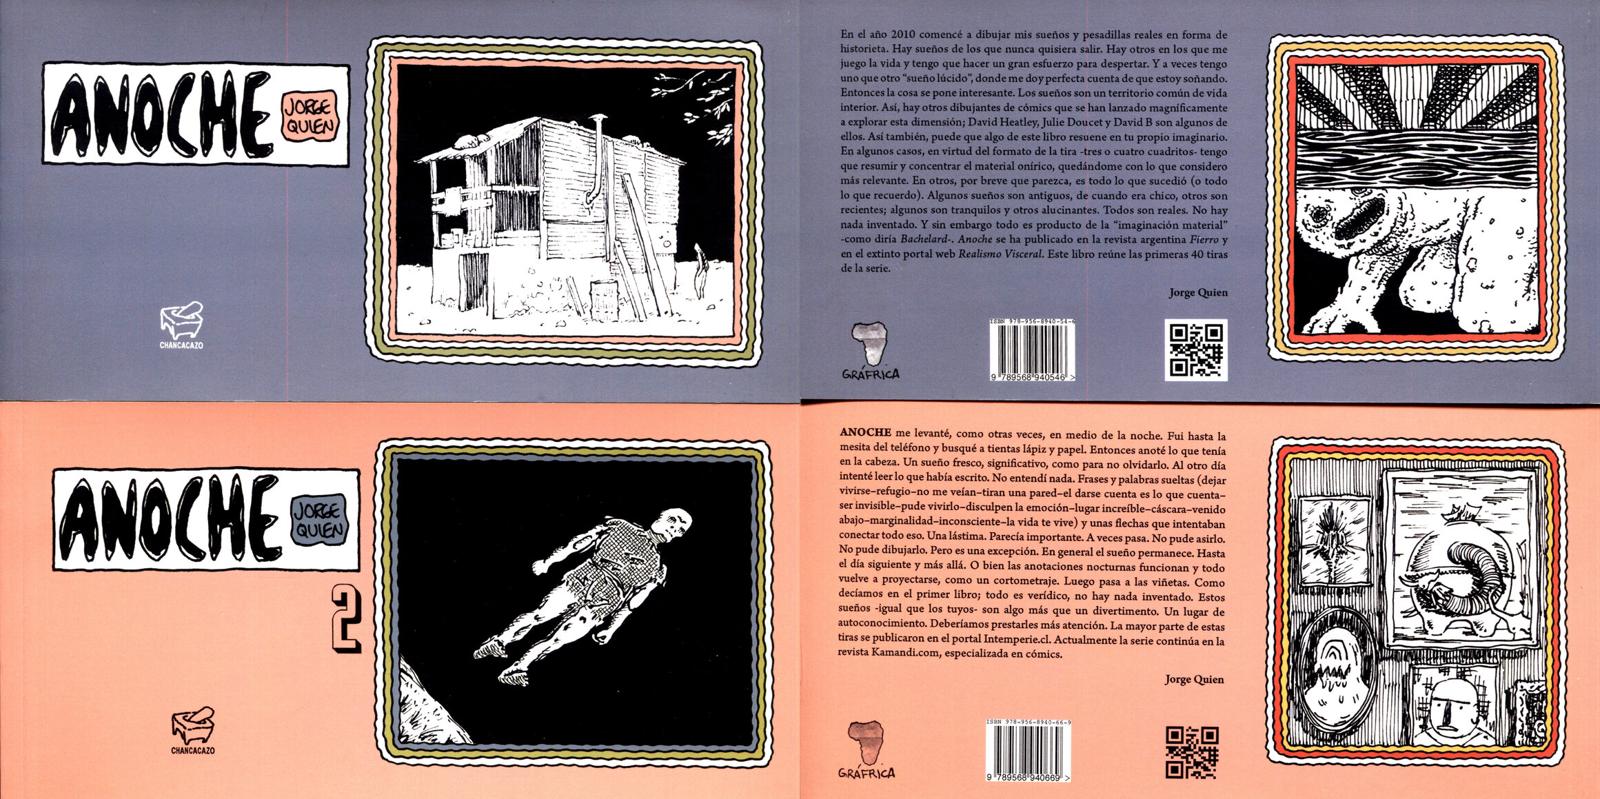 ANOCHE
JORGE
QUIEN
CHANCACAZO
En el año 2010 comencé a dibujar mis sueños y pesadillas reales en forma de
historieta. Hay sueños de los que nunca quisiera salir. Hay otros en los que me
juego la vida y tengo que hacer un gran esfuerzo para despertar. Y a veces tengo
uno que otro “sueño lúcido”, donde me doy perfecta cuenta de que estoy soñando.
Entonces la cosa se pone interesante. Los sueños son un territorio común de vida
interior. Así, hay otros dibujantes de cómics que se han lanzado magníficamente
a explorar esta dimensión; David Heatley, Julie Doucet y David B son algunos de
ellos. Así también, puede que algo de este libro resuene en tu propio imaginario.
En algunos casos, en virtud del formato de la tira -tres o cuatro cuadritos- tengo
que resumir y concentrar el material onírico, quedándome con lo que considero
más relevante. En otros, por breve que parezca, es todo lo que sucedió (o todo
lo que recuerdo). Algunos sueños son antiguos, de cuando era chico, otros son
recientes; algunos son tranquilos y otros alucinantes. Todos son reales. No hay
nada inventado. Y sin embargo todo es producto de la “imaginación material”
-como diría Bachelard-. Anoche se ha publicado en la revista argentina Fierro y
en el extinto portal web Realismo Visceral. Este libro reúne las primeras 40 tiras
de la serie.
Jorge Quien
GRÁFRICA
ISBN 978-956-8940-54-6
9 789568 940546 >
ANOCHE
JORGE
QUIEN
2
CHANCACAZO
ANOCHE me levanté, como otras veces, en medio de la noche. Fui hasta la
mesita del teléfono y busqué a tientas lápiz y papel. Entonces anoté lo que tenía
en la cabeza. Un sueño fresco, significativo, como para no olvidarlo. Al otro día
intenté leer lo que había escrito. No entendí nada. Frases y palabras sueltas (dejar
vivirse–refugio–no me veían–tiran una pared–el darse cuenta es lo que cuenta–
ser invisible–pude vivirlo–disculpen la emoción–lugar increíble–cáscara–venido
abajo–marginalidad–inconsciente–la vida te vive) y unas flechas que intentaban
conectar todo eso. Una lástima. Parecía importante. A veces pasa. No pude asirlo.
No pude dibujarlo. Pero es una excepción. En general el sueño permanece. Hasta
el día siguiente y más allá. O bien las anotaciones nocturnas funcionan y todo
vuelve a proyectarse, como un cortometraje. Luego pasa a las viñetas. Como
decíamos en el primer libro; todo es verídico, no hay nada inventado. Estos
sueños -igual que los tuyos- son algo más que un divertimento. Un lugar de
autoconocimiento. Deberíamos prestarles más atención. La mayor parte de estas
tiras se publicaron en el portal Intemperie.cl. Actualmente la serie continúa en la
revista Kamandi.com, especializada en cómics.
Jorge Quien
GRÁFRICA
ISBN 978-956-8940-66-9
9 789568 940669 >